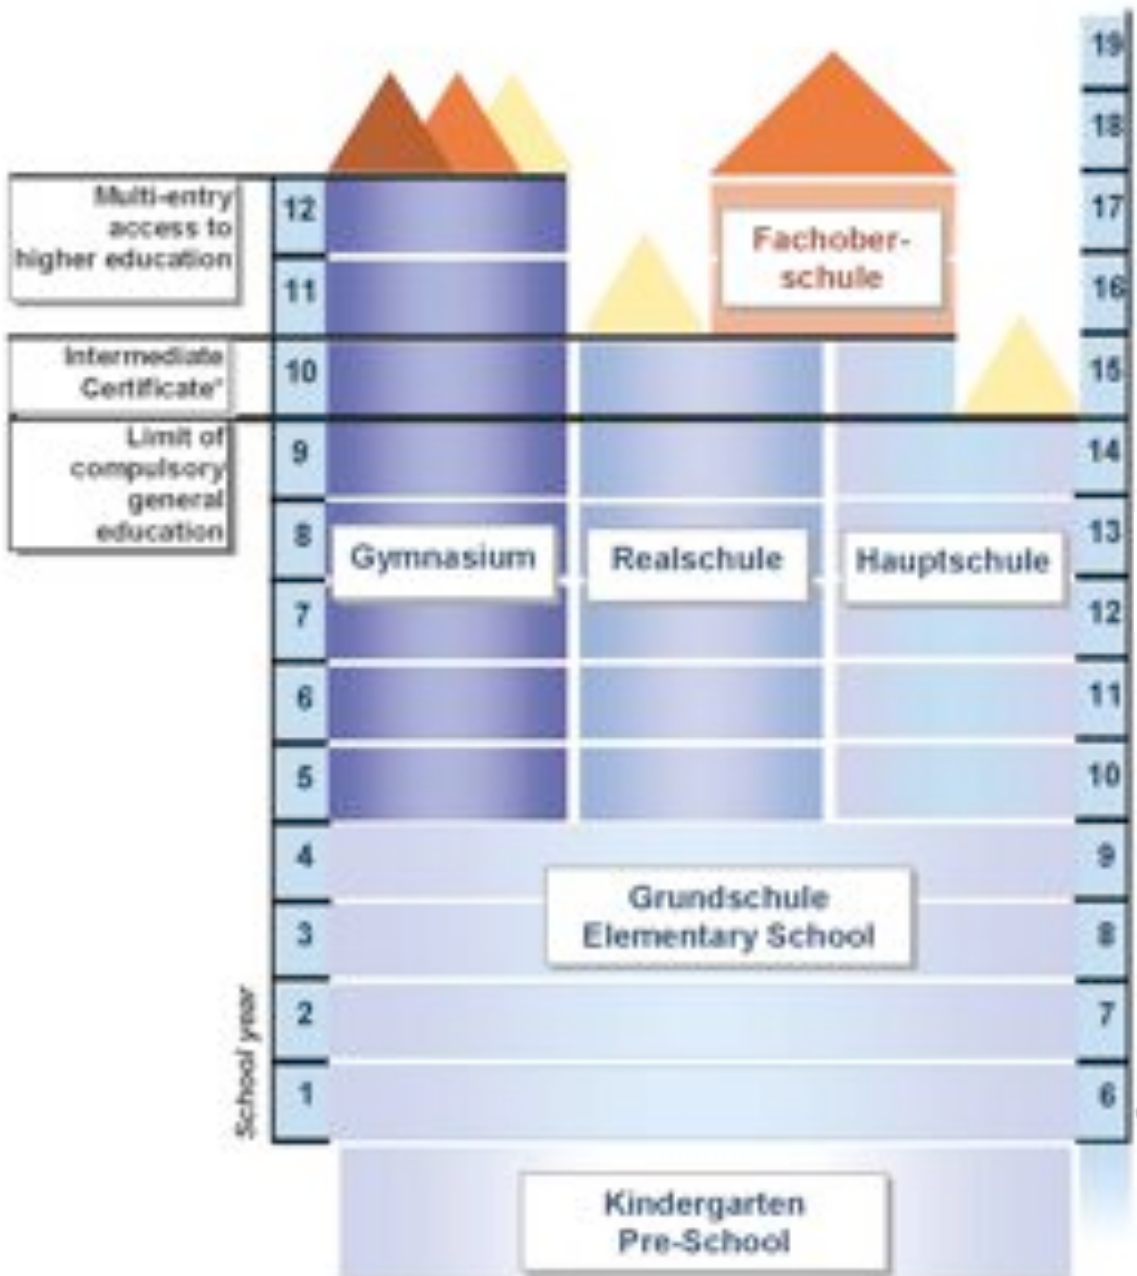 19
18
Multi-entry
access to
higher education
12
17
Fachober-
schule
11
16
Intermediate
Certificate*
10
15
Limit of
compulsory
general
education
9
14
8
13
Gymnasium
Realschule
Hauptschule
7
12
6
11
5
10
4
9
Grundschule
Elementary School
3
8
2
7
School year
1
6
Kindergarten
Pre-School